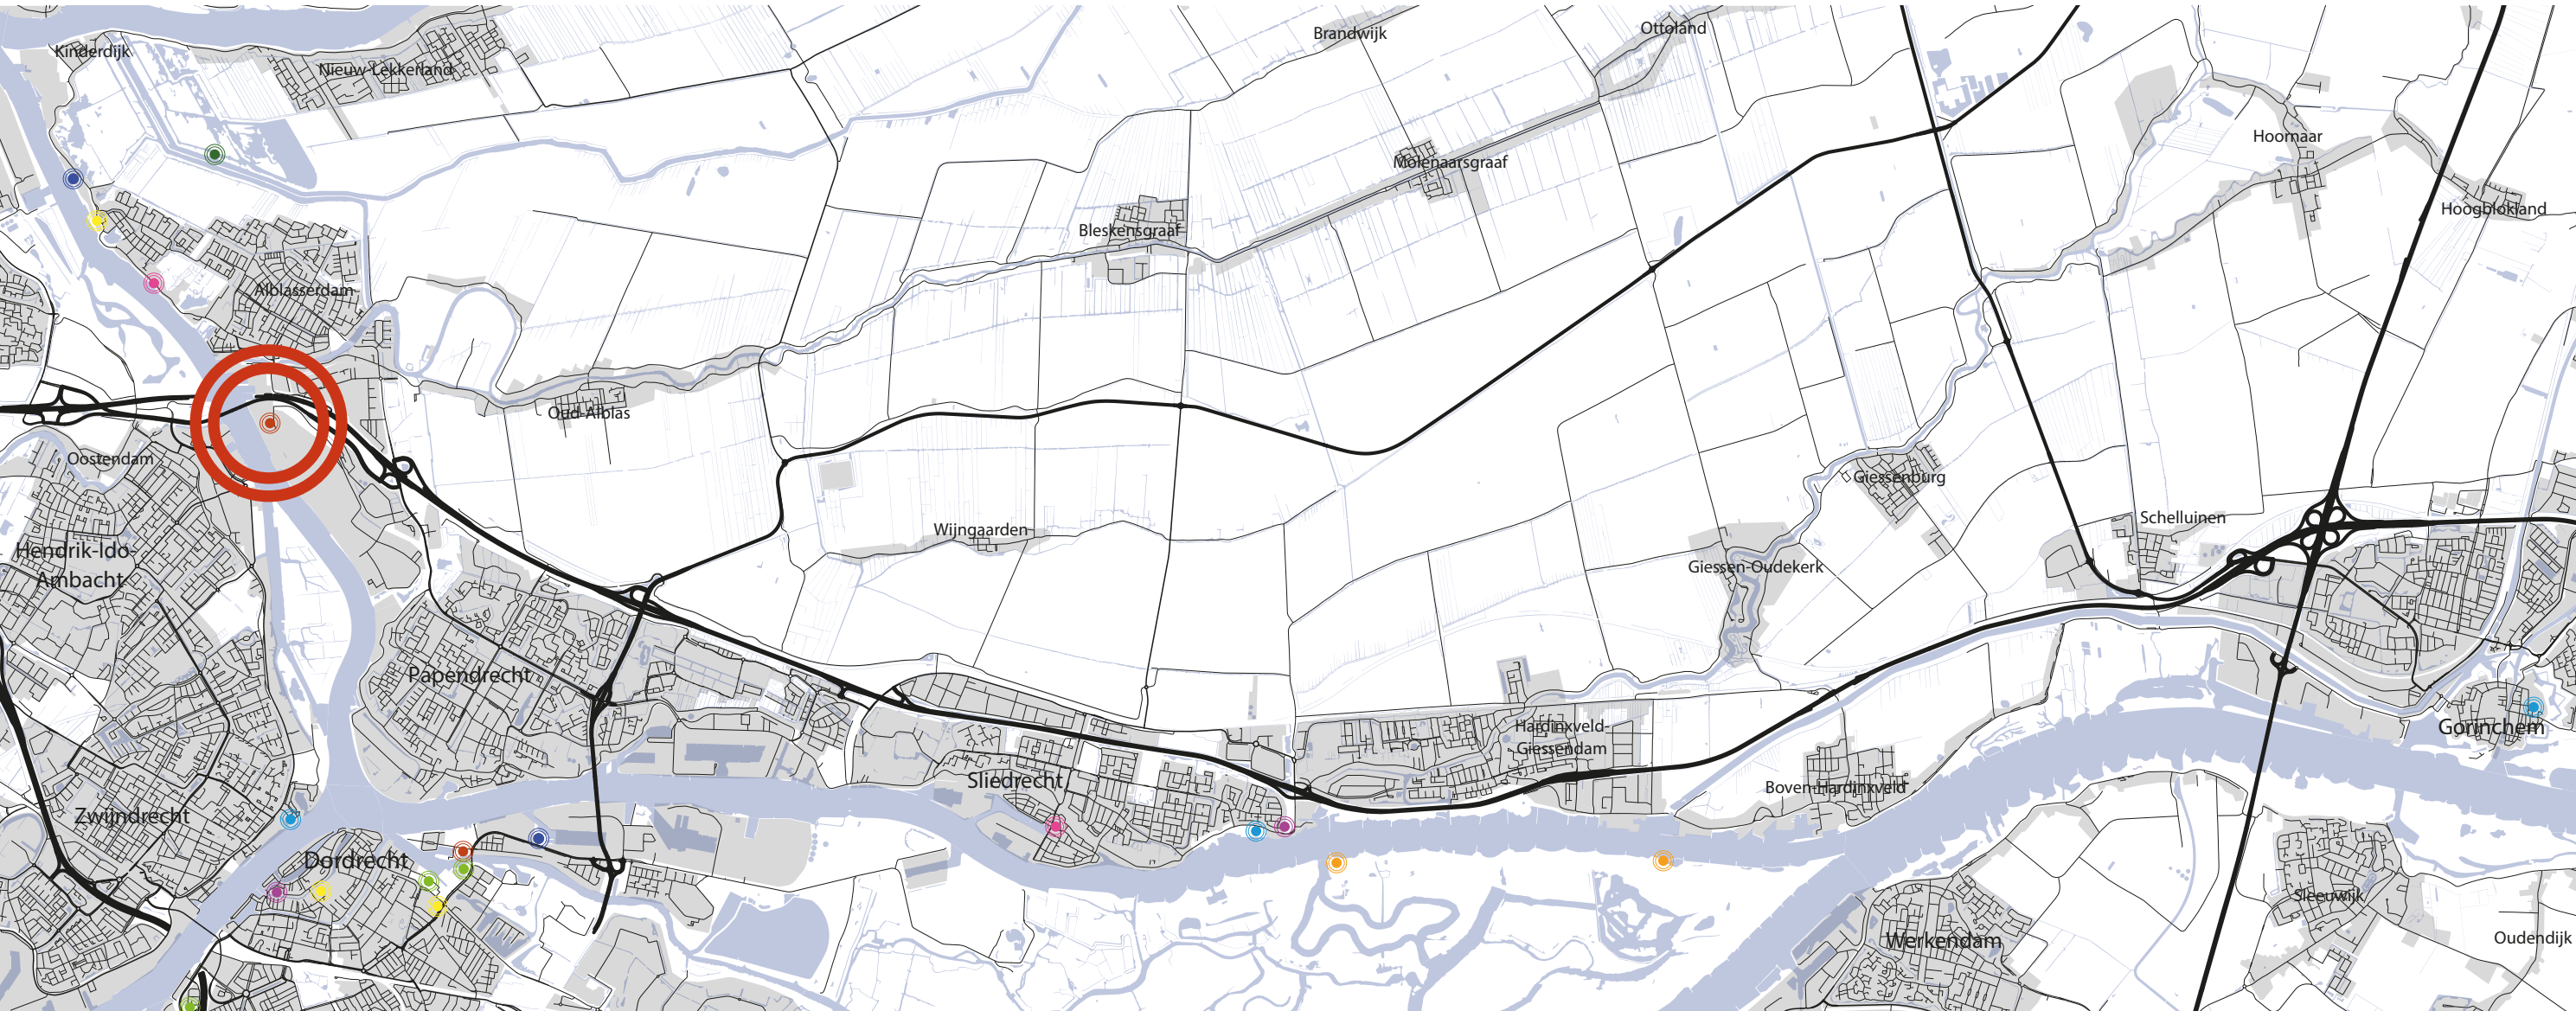 Ottoland
Brandwijk
Kinderdijk
Nieuw-Lekkerland
Hoornaar
Molenaarsgraaf
Hoogblokland
Bleskensgraaf
Alblasserdam
Oud-Alblas
Oostendam
Giessenburg
Schelluinen
Wijngaarden
Hendrik-Ido-
Ambacht
Giessen-Oudekerk
Papendrecht
Hardinxveld-
Giessendam
Gorinchem
Sliedrecht
Boven-Hardinxveld
Zwijndrecht
Dordrecht
Sleeuwijk
Werkendam
Oudendijk